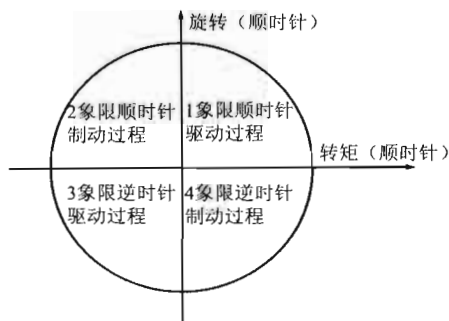 旋转（顺时针）
2象限顺时针
制动过程
1象限顺时针
驱动过程
转矩（顺时针）
3象限逆时针
驱动过程
4象限逆时针
制动过程